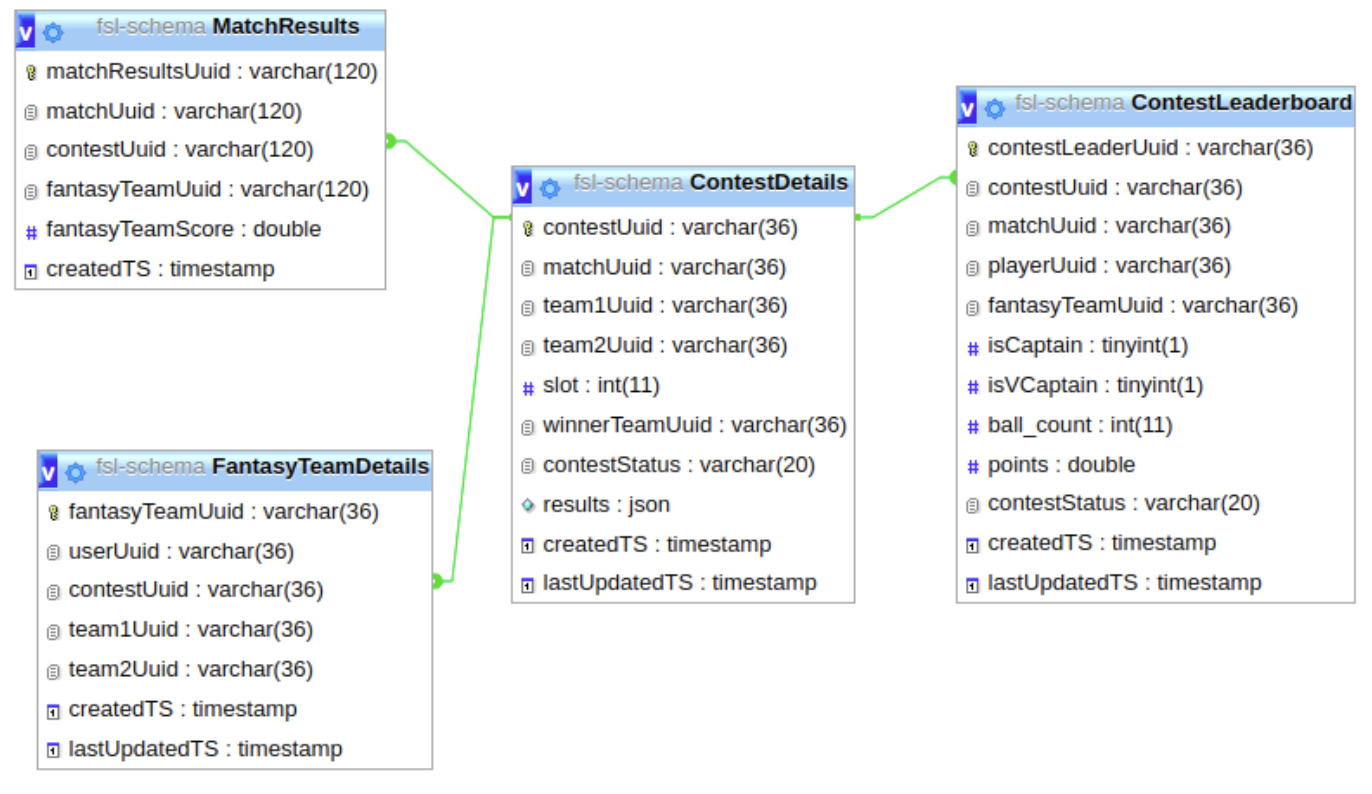 v fsl-schema MatchResults
matchResultsUuid : varchar(120)
matchUuid : varchar(120)
contestUuid : varchar(120)
fantasyTeamUuid : varchar(120)
fantasyTeamScore : double
createdTS : timestamp
v fsl-schema FantasyTeamDetails
fantasyTeamUuid : varchar(36)
userUuid : varchar(36)
contestUuid : varchar(36)
team1Uuid : varchar(36)
team2Uuid : varchar(36)
createdTS : timestamp
lastUpdatedTS : timestamp
v fsl-schema ContestDetails
contestUuid : varchar(36)
matchUuid : varchar(36)
team1Uuid : varchar(36)
team2Uuid : varchar(36)
# slot : int(11)
winnerTeamUuid : varchar(36)
contestStatus : varchar(20)
results : json
createdTS : timestamp
lastUpdatedTS : timestamp
v fsl-schema ContestLeaderboard
contestLeaderUuid : varchar(36)
contestUuid : varchar(36)
matchUuid : varchar(36)
playerUuid : varchar(36)
fantasyTeamUuid : varchar(36)
# isCaptain : tinyint(1)
# isVCaptain : tinyint(1)
# ball_count : int(11)
# points : double
contestStatus : varchar(20)
createdTS : timestamp
lastUpdatedTS : timestamp